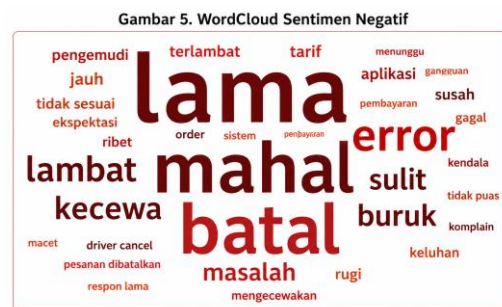 Gambar 5. WordCloud Sentimen Negatif
pengemudi
terlambat
tarif
menunggu
jauh
lama
aplikasi
gangguan
tidak sesuai
ekspektasi
pembayaran
susah
gagal
ribet
order
sistem
error
lambat
mahal
sulit
kendala
tidak puas
kecewa
batal
buruk
komplain
macet
driver cancel
keluhan
pesanan dibatalkan
masalah
rugi
respon lama
mengecewakan